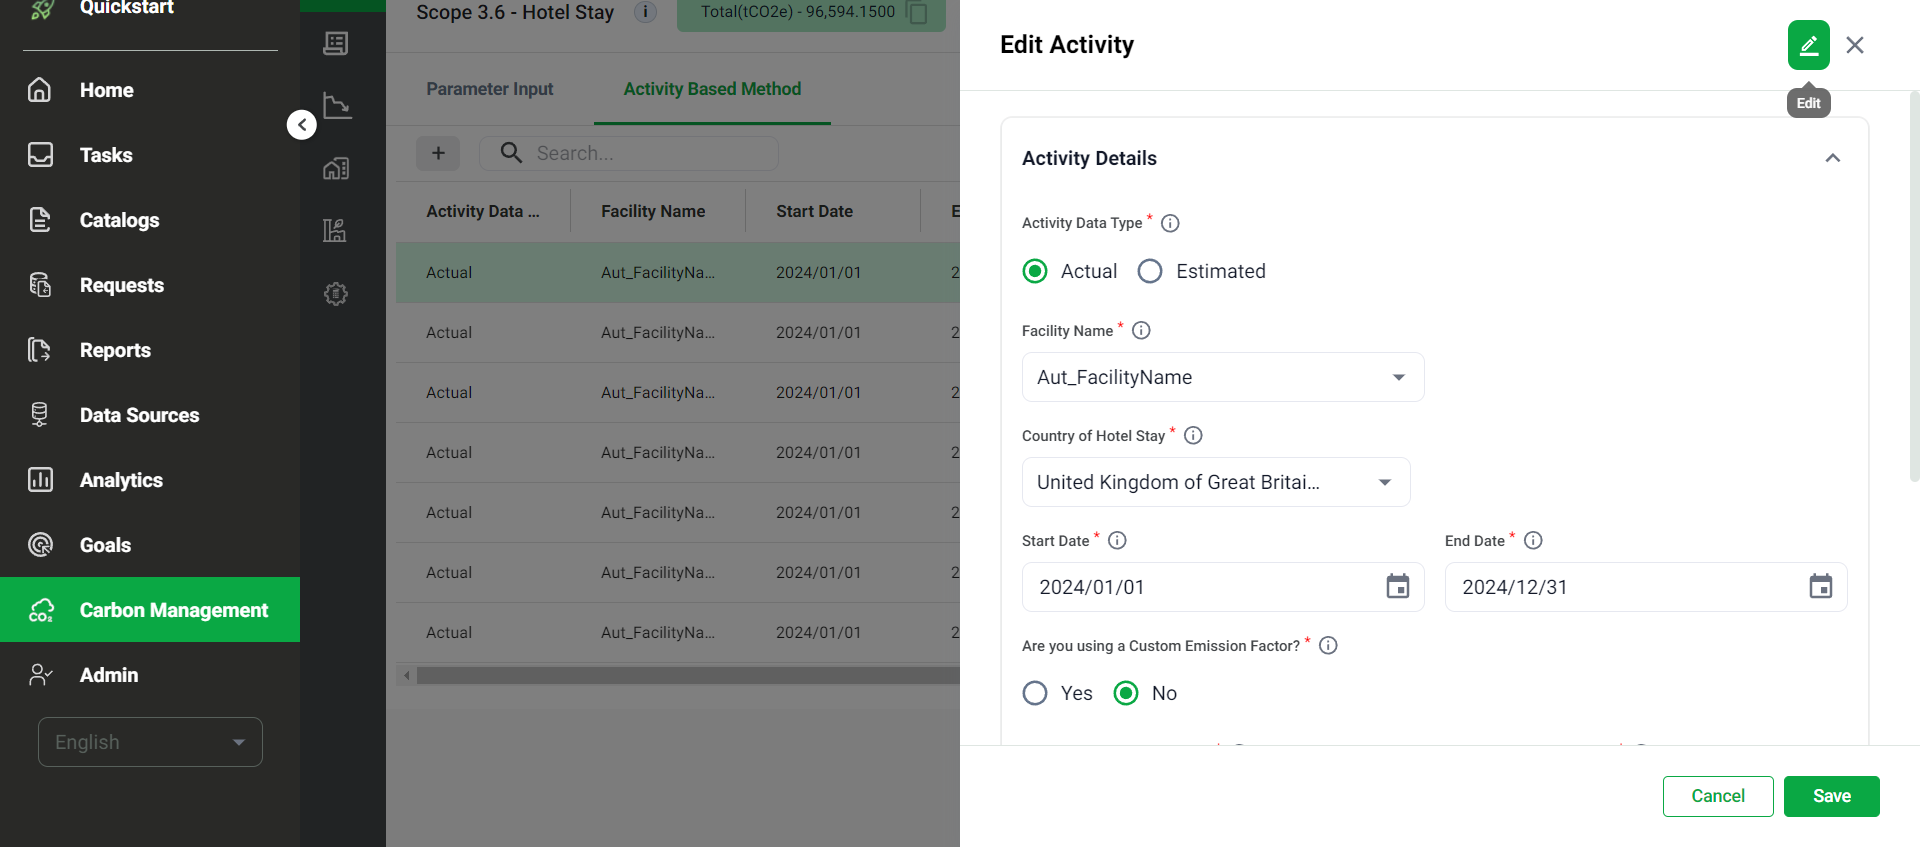 Quickstart
Home
Tasks
Catalogs
Requests
Reports
Data Sources
Analytics
Goals
CO₂
Carbon Management
Admin
English
Scope 3.6 - Hotel Stay
i
Total(tCO2e) - 96,594.1500
Parameter Input
Activity Based Method
+
Search...
Activity Data ...
Facility Name
Start Date
E
Actual
Aut_FacilityNa...
2024/01/01
2
Actual
Aut_FacilityNa...
2024/01/01
2
Actual
Aut_FacilityNa...
2024/01/01
2
Actual
Aut_FacilityNa...
2024/01/01
2
Actual
Aut_FacilityNa...
2024/01/01
2
Actual
Aut_FacilityNa...
2024/01/01
2
Actual
Aut_FacilityNa...
2024/01/01
2
Edit Activity
Edit
Activity Details
Activity Data Type *
Actual
Estimated
Facility Name *
Aut_FacilityName
Country of Hotel Stay *
United Kingdom of Great Britai...
Start Date *
2024/01/01
End Date *
2024/12/31
Are you using a Custom Emission Factor? *
Yes
No
Cancel
Save